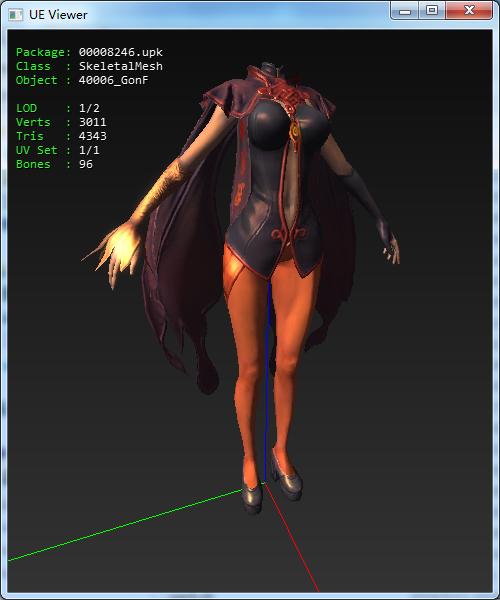 UE Viewer
Package: 00008246.upk
Class : SkeletalMesh
Object : 40006_GonF
LOD : 1/2
Verts : 3011
Tris : 4343
UV Set : 1/1
Bones : 96